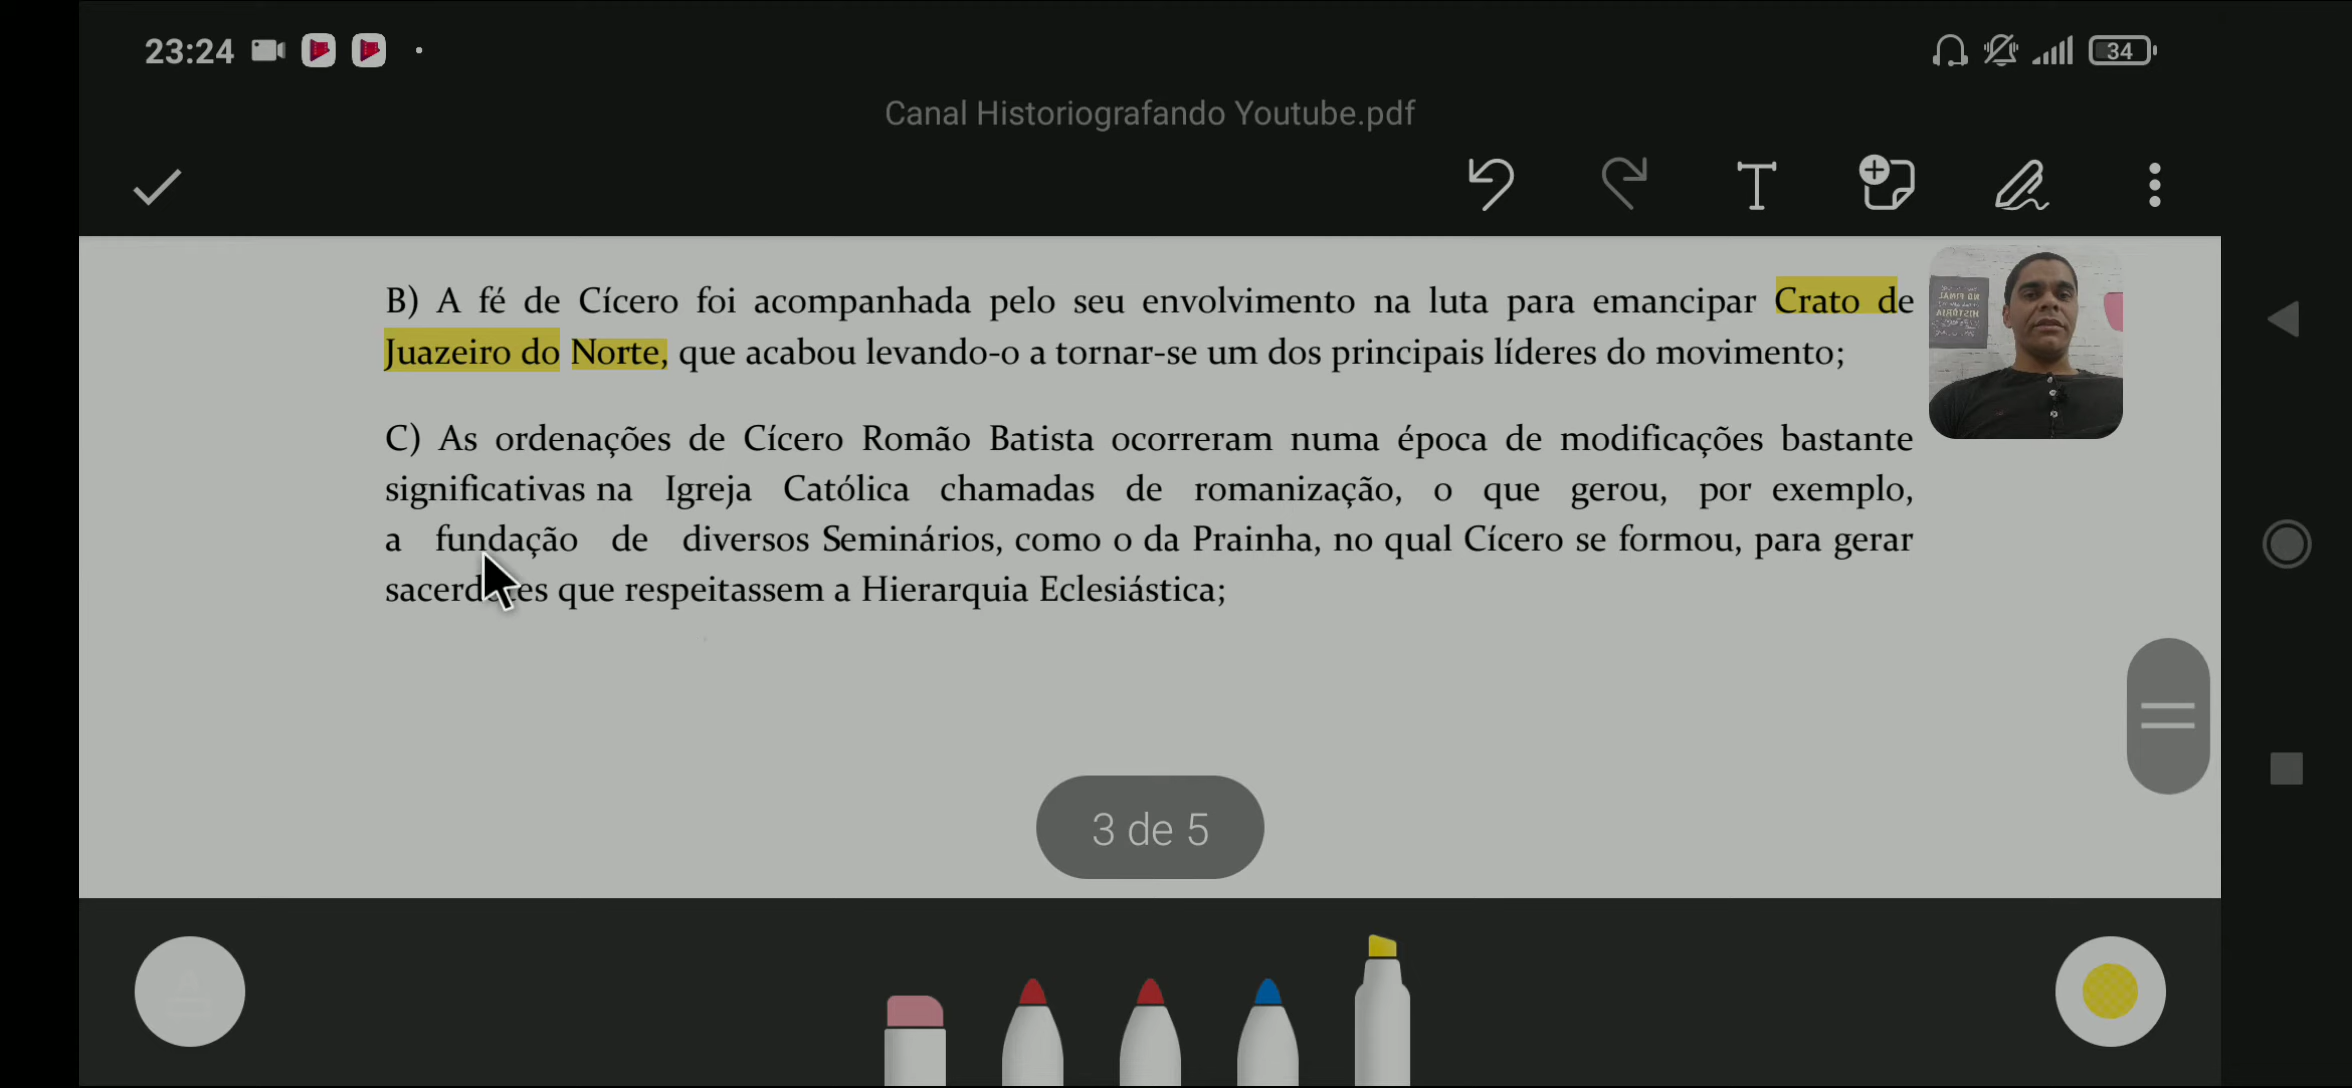 23:24
34
Canal Historiografando Youtube.pdf
B) A fé de Cícero foi acompanhada pelo seu envolvimento na luta para emancipar Crato de
Juazeiro do Norte, que acabou levando-o a tornar-se um dos principais líderes do movimento;
C) As ordenações de Cícero Romão Batista ocorreram numa época de modificações bastante
significativas na Igreja Católica chamadas de romanização, o que gerou, por exemplo,
a fundação de diversos Seminários, como o da Prainha, no qual Cícero se formou, para gerar
sacerdotes que respeitassem a Hierarquia Eclesiástica;
3 de 5